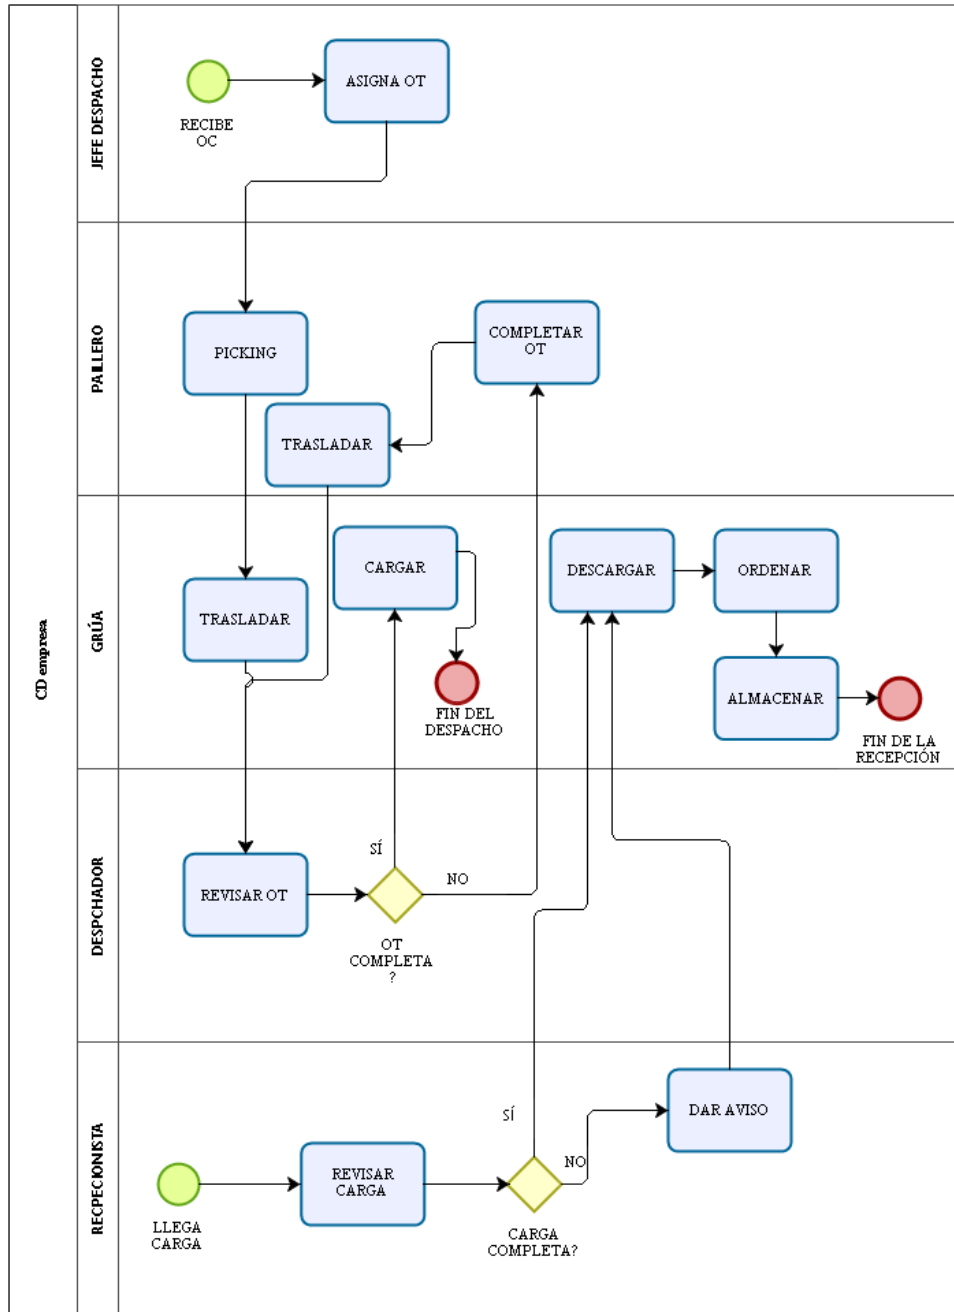 CD empresa
JEFE DESPACHO
RECIBE
OC
ASIGNA OT
PALLERO
PICKING
COMPLETAR
OT
TRASLADAR
GRÚA
TRASLADAR
CARGAR
FIN DEL
DESPACHO
DESCARGAR
ORDENAR
ALMACENAR
FIN DE LA
RECEPCIÓN
DESPCHADOR
REVISAR OT
SÍ
NO
OT
COMPLETA
?
RECPECIONISTA
LLEGA
CARGA
REVISAR
CARGA
SÍ
NO
CARGA
COMPLETA?
DAR AVISO